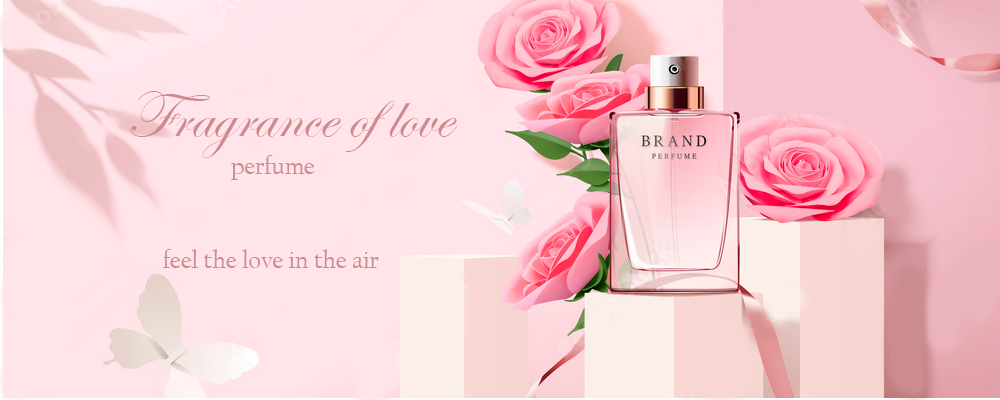 Fragrance of love
perfume
feel the love in the air
BRAND
PERFUME